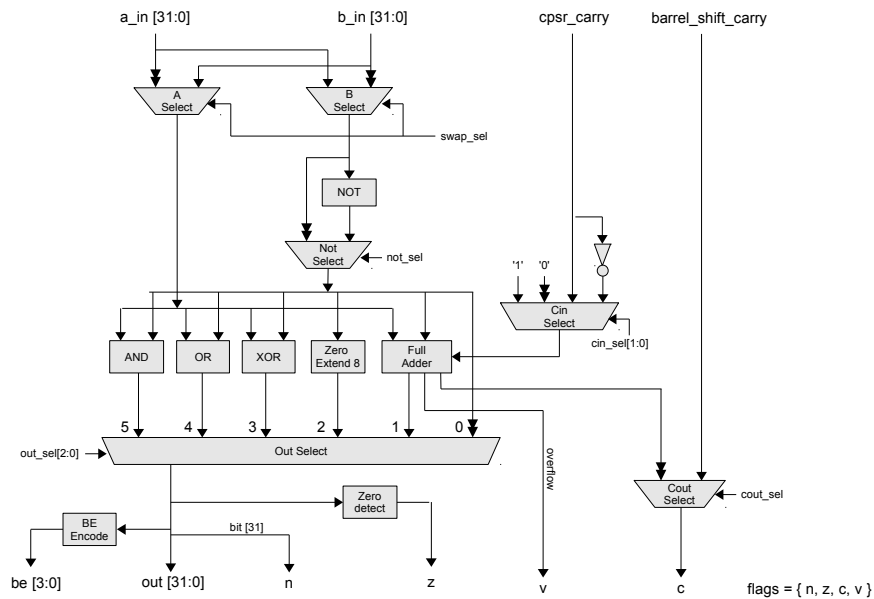 a_in [31:0]
b_in [31:0]
cpsr_carry
barrel_shift_carry
A
Select
B
Select
swap_sel
NOT
Not
Select
not_sel
'1'
'0'
Cin
Select
cin_sel[1:0]
AND
OR
XOR
Zero
Extend 8
Full
Adder
5
4
3
2
1
0
out_sel[2:0]
Out Select
overflow
Zero
detect
Cout
Select
cout_sel
BE
Encode
bit [31]
be [3:0]
out [31:0]
n
z
v
c
flags = { n, z, c, v }